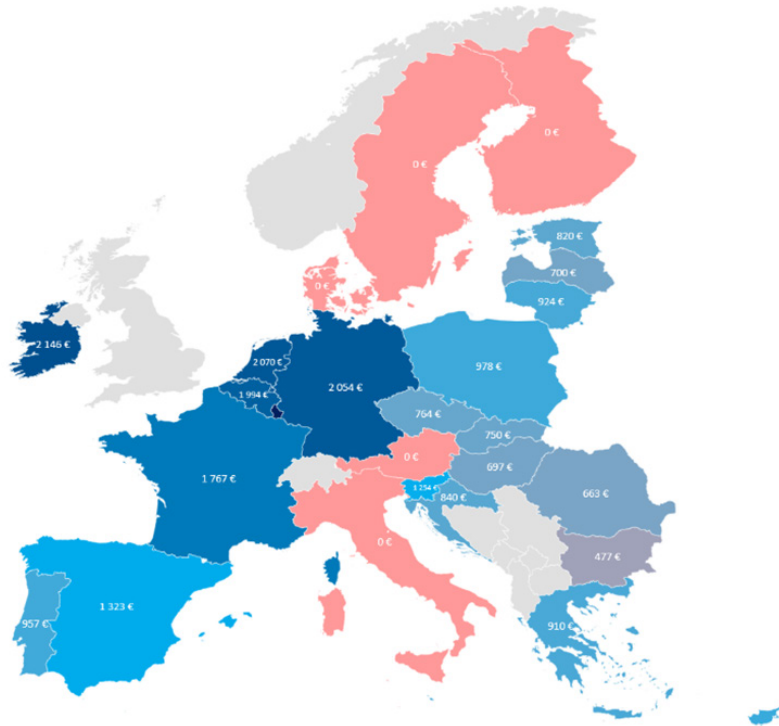 0 €
0 €
820 €
700 €
924 €
0 €
2 146 €
2 070 €
2 054 €
978 €
1 994 €
764 €
750 €
0 €
697 €
1 767 €
1 254 €
840 €
663 €
0 €
477 €
1 323 €
957 €
910 €